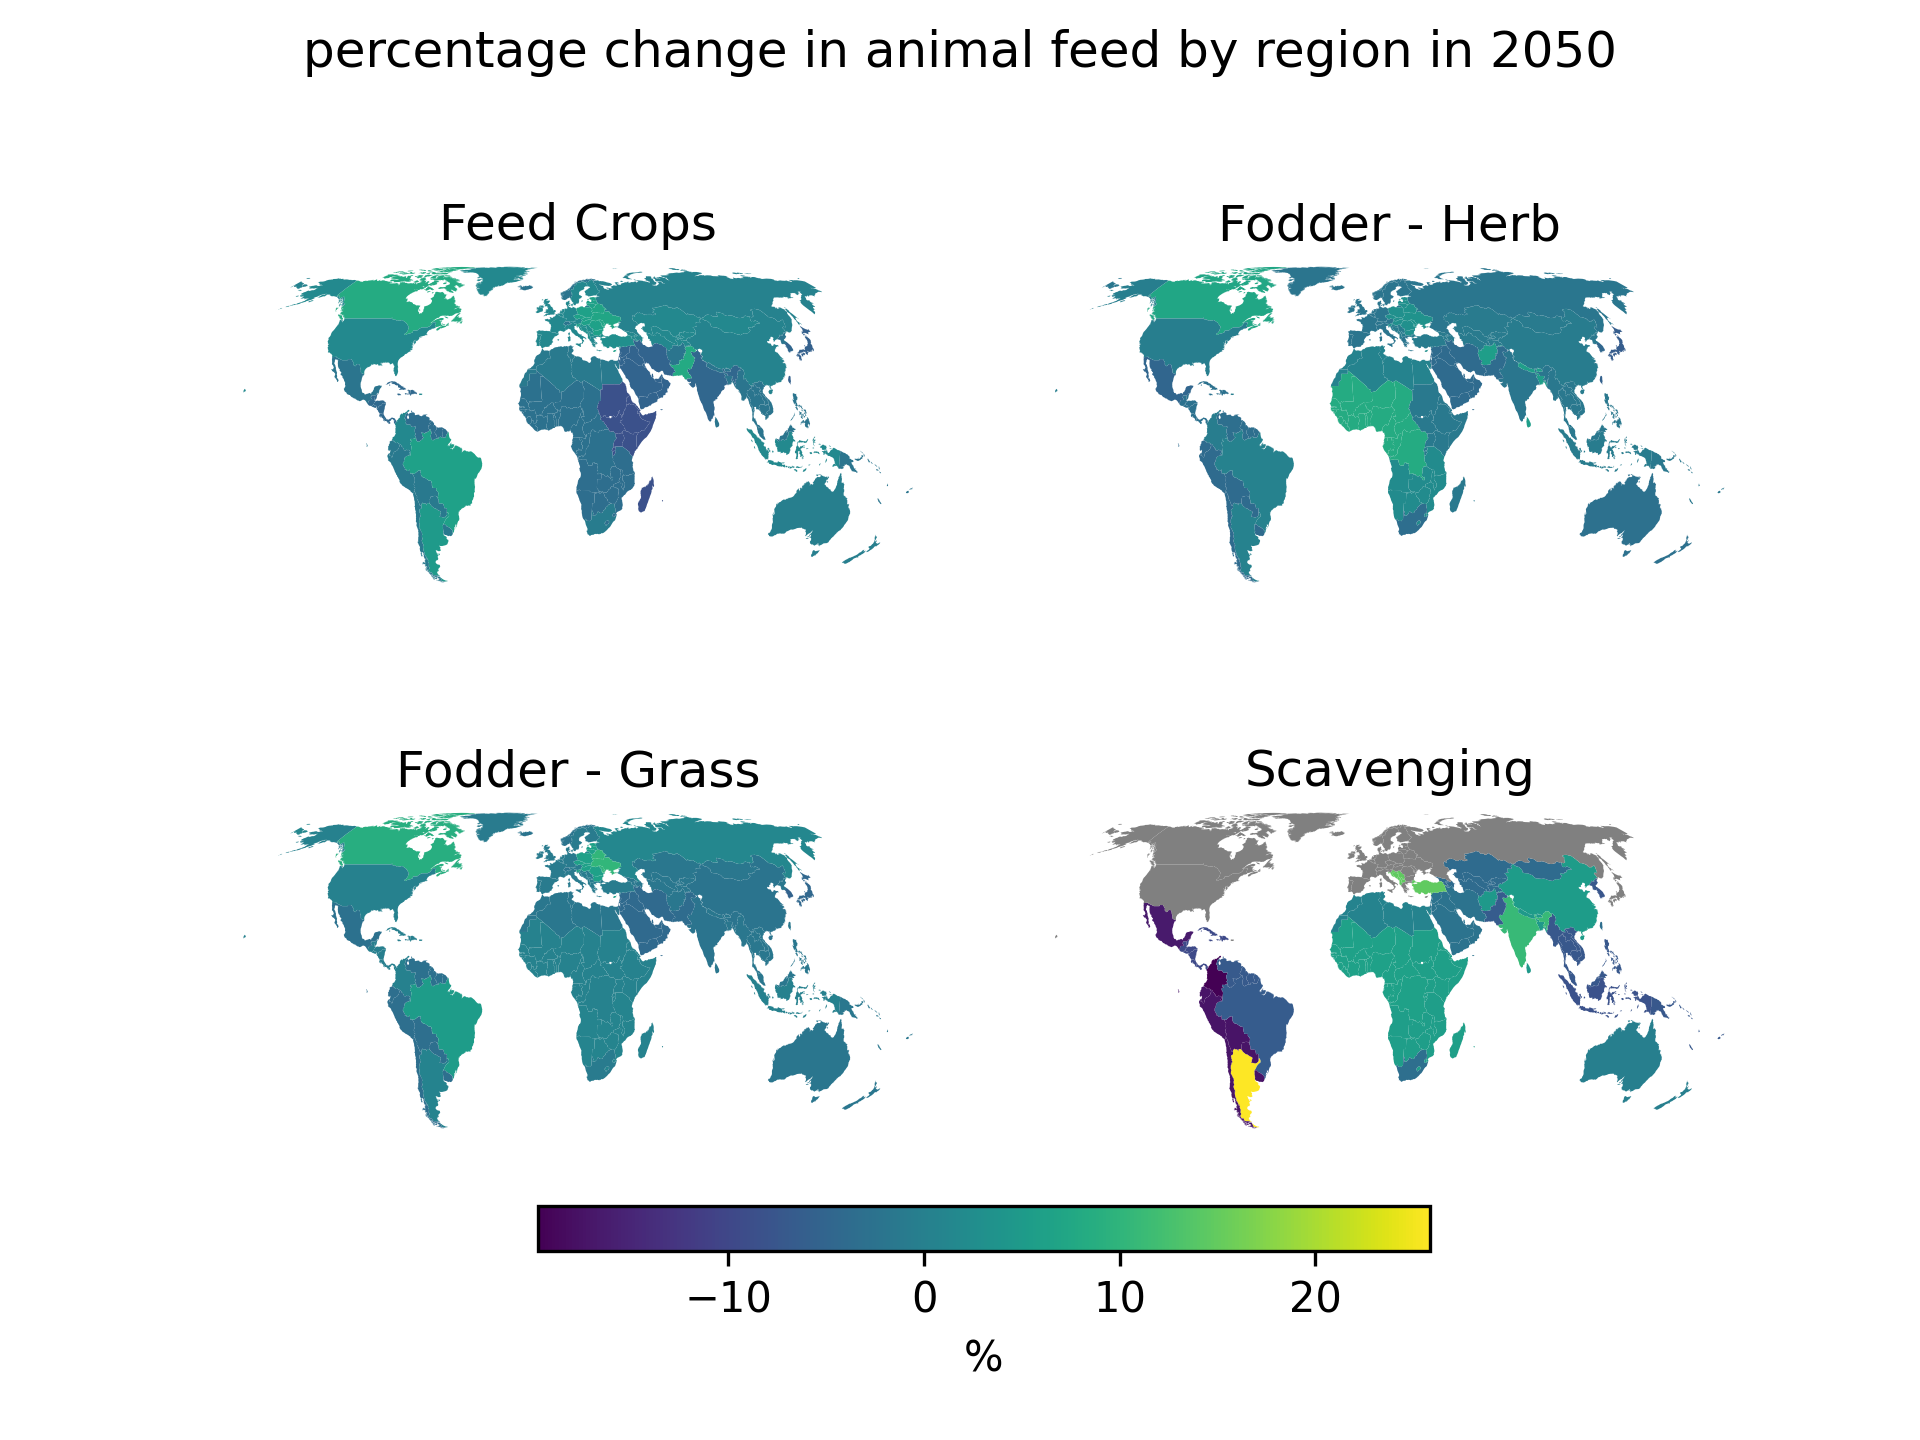 percentage change in animal feed by region in 2050
Feed Crops
Fodder - Herb
Fodder - Grass
Scavenging
−10 0 10 20
%